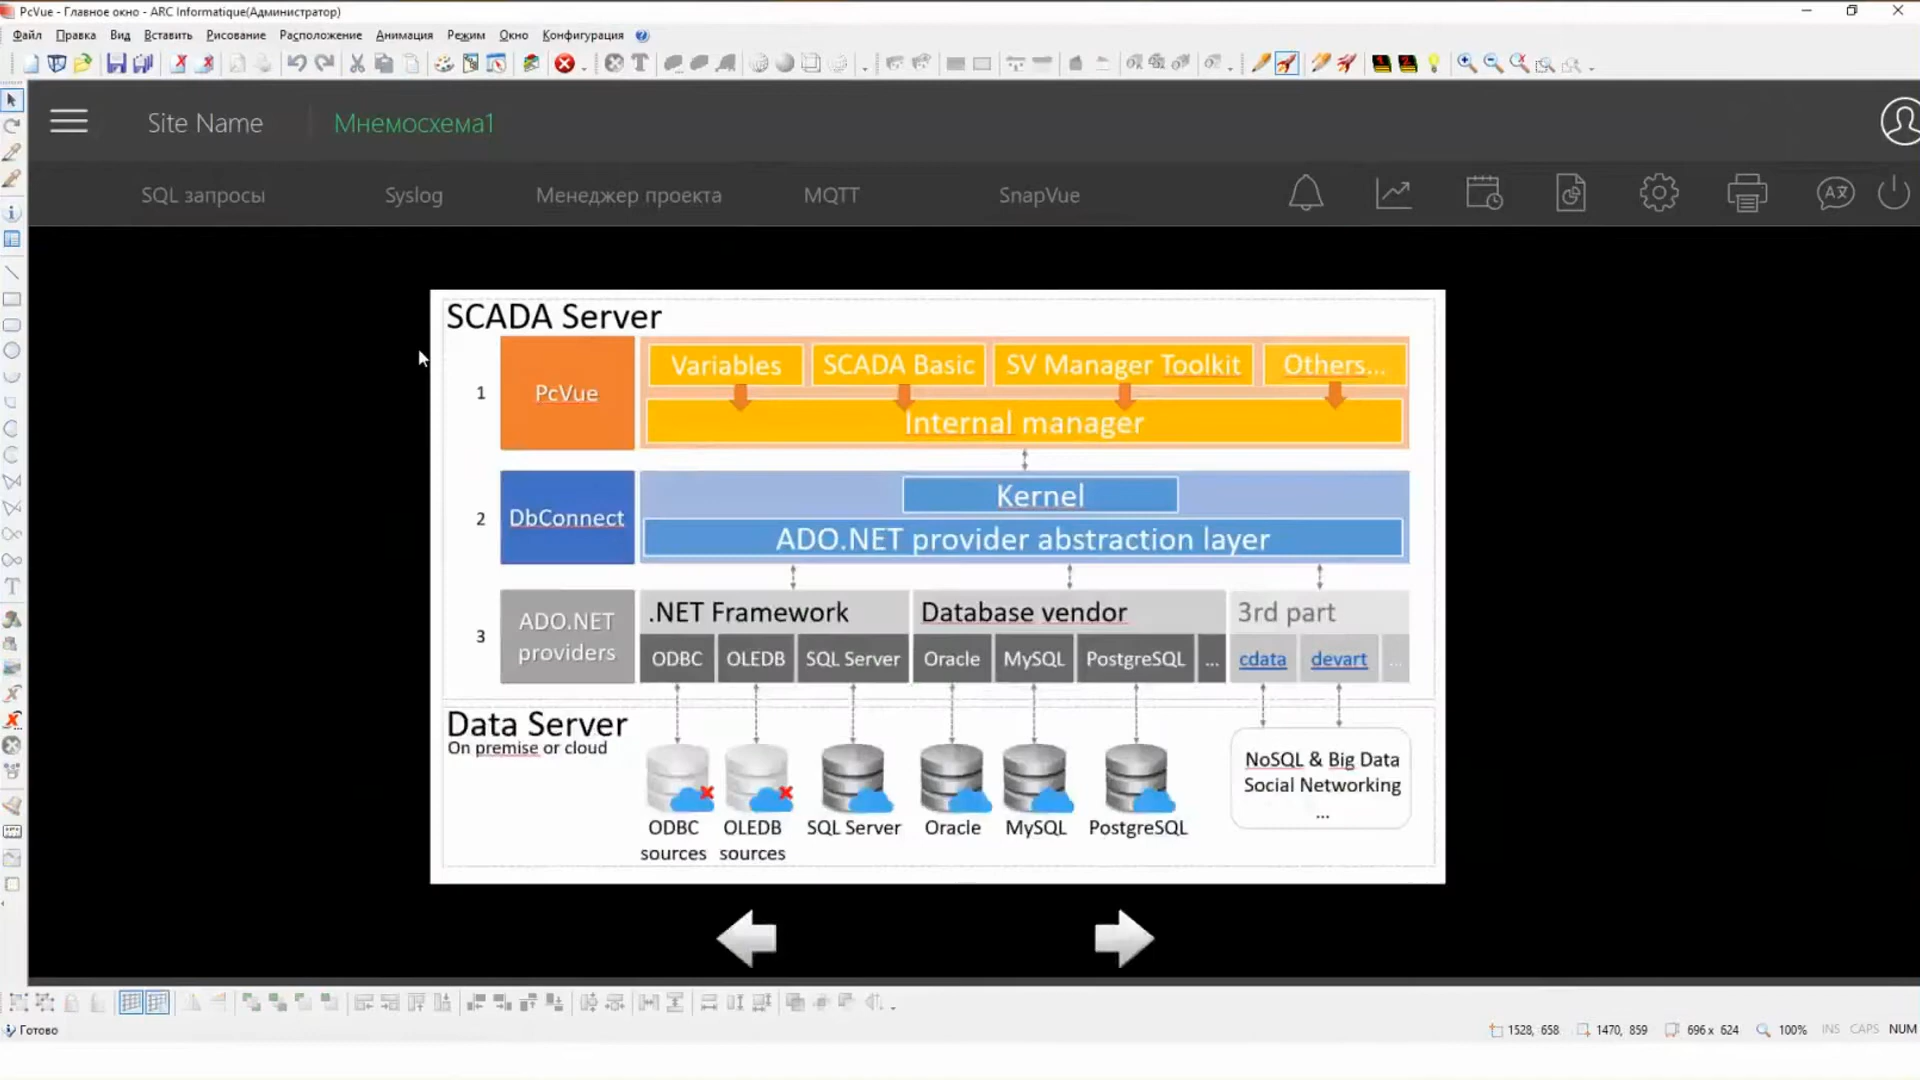 PcVue - Главное окно - ARC Informatique(Администратор)
Файл Правка Вид Вставить Рисование Расположение Анимация Режим Окно Конфигурация
Site Name Мнемосхема1
SQL запросы Syslog Менеджер проекта MQTT SnapVue
SCADA Server
1 PcVue Variables SCADA Basic SV Manager Toolkit Others...
Internal manager
2 DbConnect Kernel
ADO.NET provider abstraction layer
3 ADO.NET providers .NET Framework Database vendor 3rd part
ODBC OLEDB SQL Server Oracle MySQL PostgreSQL ... cdata devart ...
Data Server
On premise or cloud
NoSQL & Big Data
Social Networking
...
ODBC sources OLEDB sources SQL Server Oracle MySQL PostgreSQL
Готово 1528, 658 1470, 859 696 x 624 100% INS CAPS NUM